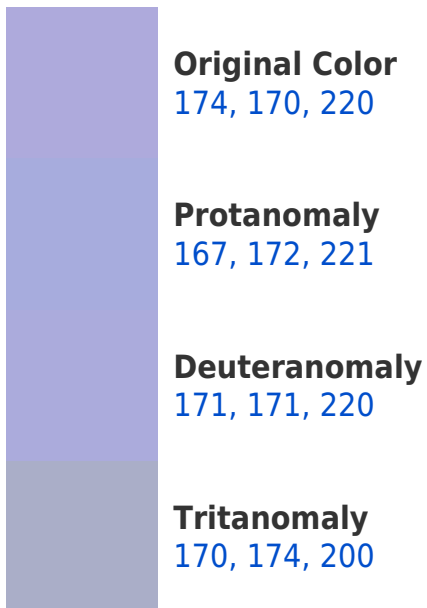 Original Color
174, 170, 220
Protanomaly
167, 172, 221
Deuteranomaly
171, 171, 220
Tritanomaly
170, 174, 200